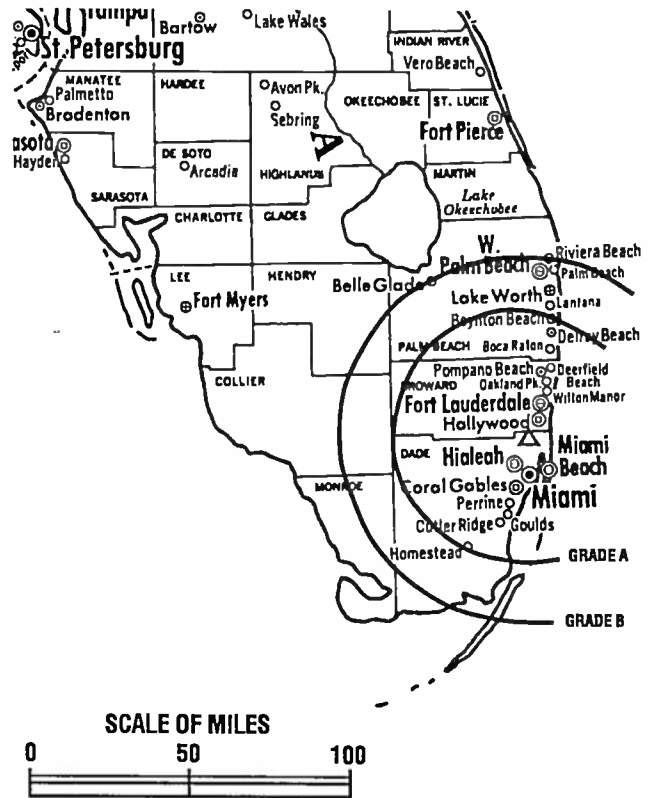 Tampa
St. Petersburg
Bartow
Lake Wales
INDIAN RIVER
Vero Beach
MANATEE
Palmetto
Bradenton
HARDEE
Avon Pk.
Sebring
OKEECHOBEE
ST. LUCIE
Fort Pierce
asota
Hayden
DE SOTO
Arcadia
A
HIGHLANDS
MARTIN
SARASOTA
Lake
Okeechobee
CHARLOTTE
GLADES
W.
Palm Beach
Riviera Beach
Palm Beach
LEE
HENDRY
Belle Glade
Fort Myers
Lake Worth
Lantana
Boynton Beach
Delray Beach
PALM BEACH
Boca Raton
COLLIER
Pompano Beach
Deerfield
Beach
BROWARD
Oakland Pk.
Wilton Manor
Fort Lauderdale
Hollywood
DADE
Hialeah
Miami
Beach
MONROE
Coral Gables
Miami
Perrine
Cutler Ridge
Goulds
Homestead
GRADE A
GRADE B
SCALE OF MILES
0 50 100